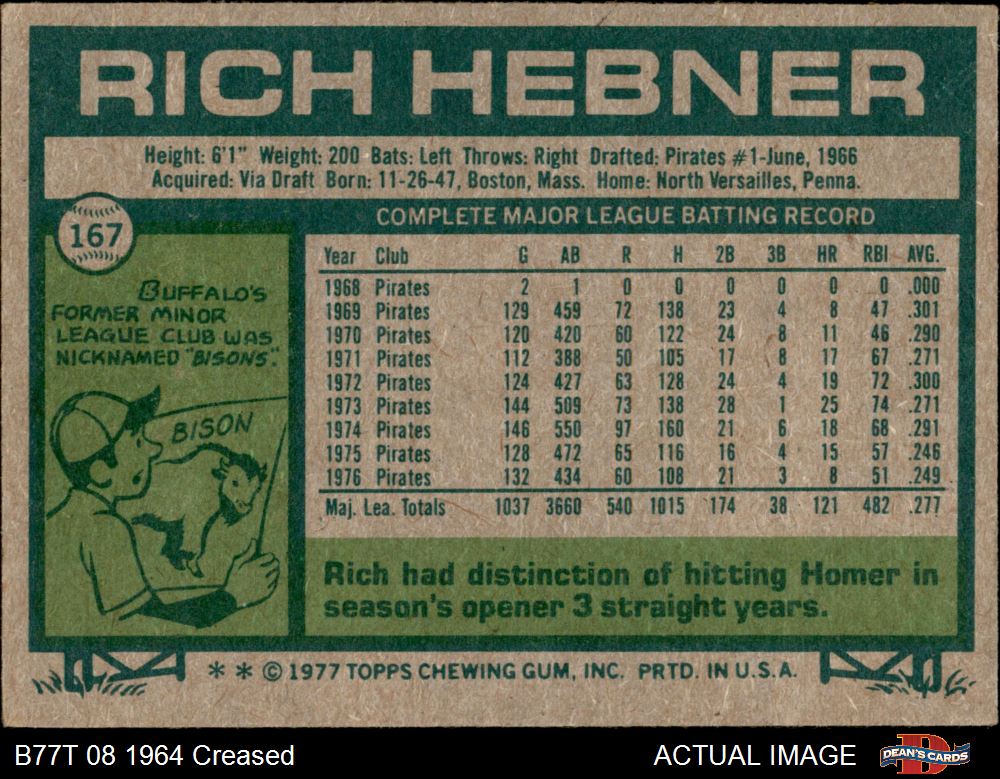 RICH HEBNER
Height: 6'1" Weight: 200 Bats: Left Throws: Right Drafted: Pirates #1-June, 1966
Acquired: Via Draft Born: 11-26-47, Boston, Mass. Home: North Versailles, Penna.
167
BUFFALO'S
FORMER MINOR
LEAGUE CLUB WAS
NICKNAMED "BISONS".
BISON
COMPLETE MAJOR LEAGUE BATTING RECORD
Year Club G AB R H 2B 3B HR RBI AVG.
1968 Pirates 2 1 0 0 0 0 0 0 .000
1969 Pirates 129 459 72 138 23 4 8 47 .301
1970 Pirates 120 420 60 122 24 8 11 46 .290
1971 Pirates 112 388 50 105 17 8 17 67 .271
1972 Pirates 124 427 63 128 24 4 19 72 .300
1973 Pirates 144 509 73 138 28 1 25 74 .271
1974 Pirates 146 550 97 160 21 6 18 68 .291
1975 Pirates 128 472 65 116 16 4 15 57 .246
1976 Pirates 132 434 60 108 21 3 8 51 .249
Maj. Lea. Totals 1037 3660 540 1015 174 38 121 482 .277
Rich had distinction of hitting Homer in
season's opener 3 straight years.
* * © 1977 TOPPS CHEWING GUM, INC. PRTD. IN U.S.A.
B77T 08 1964 Creased
ACTUAL IMAGE
DEAN'S CARDS